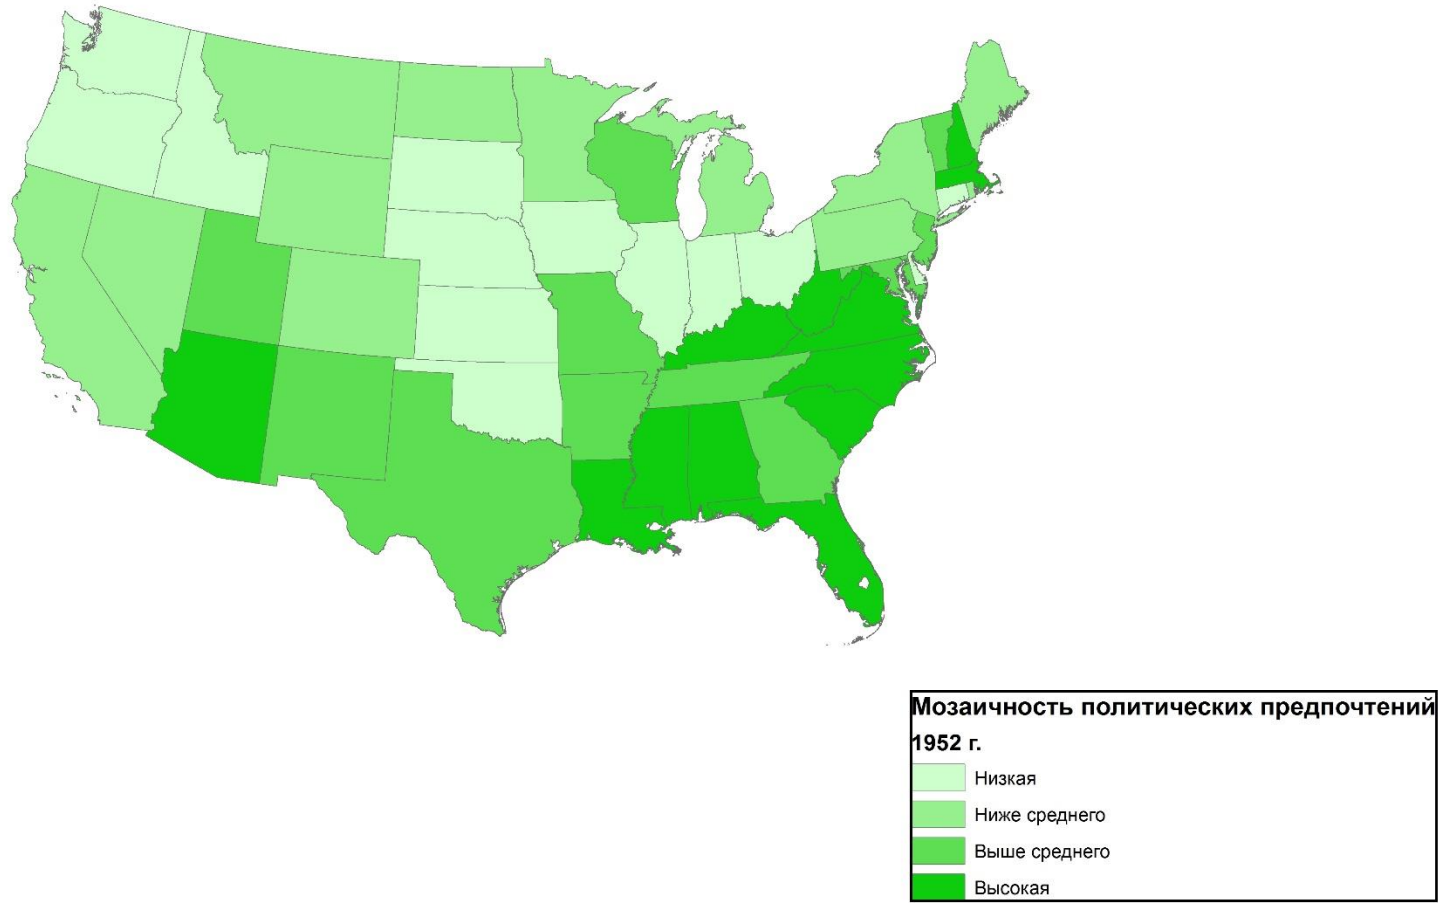 Мозаичность политических предпочтений
1952 г.
Низкая
Ниже среднего
Выше среднего
Высокая